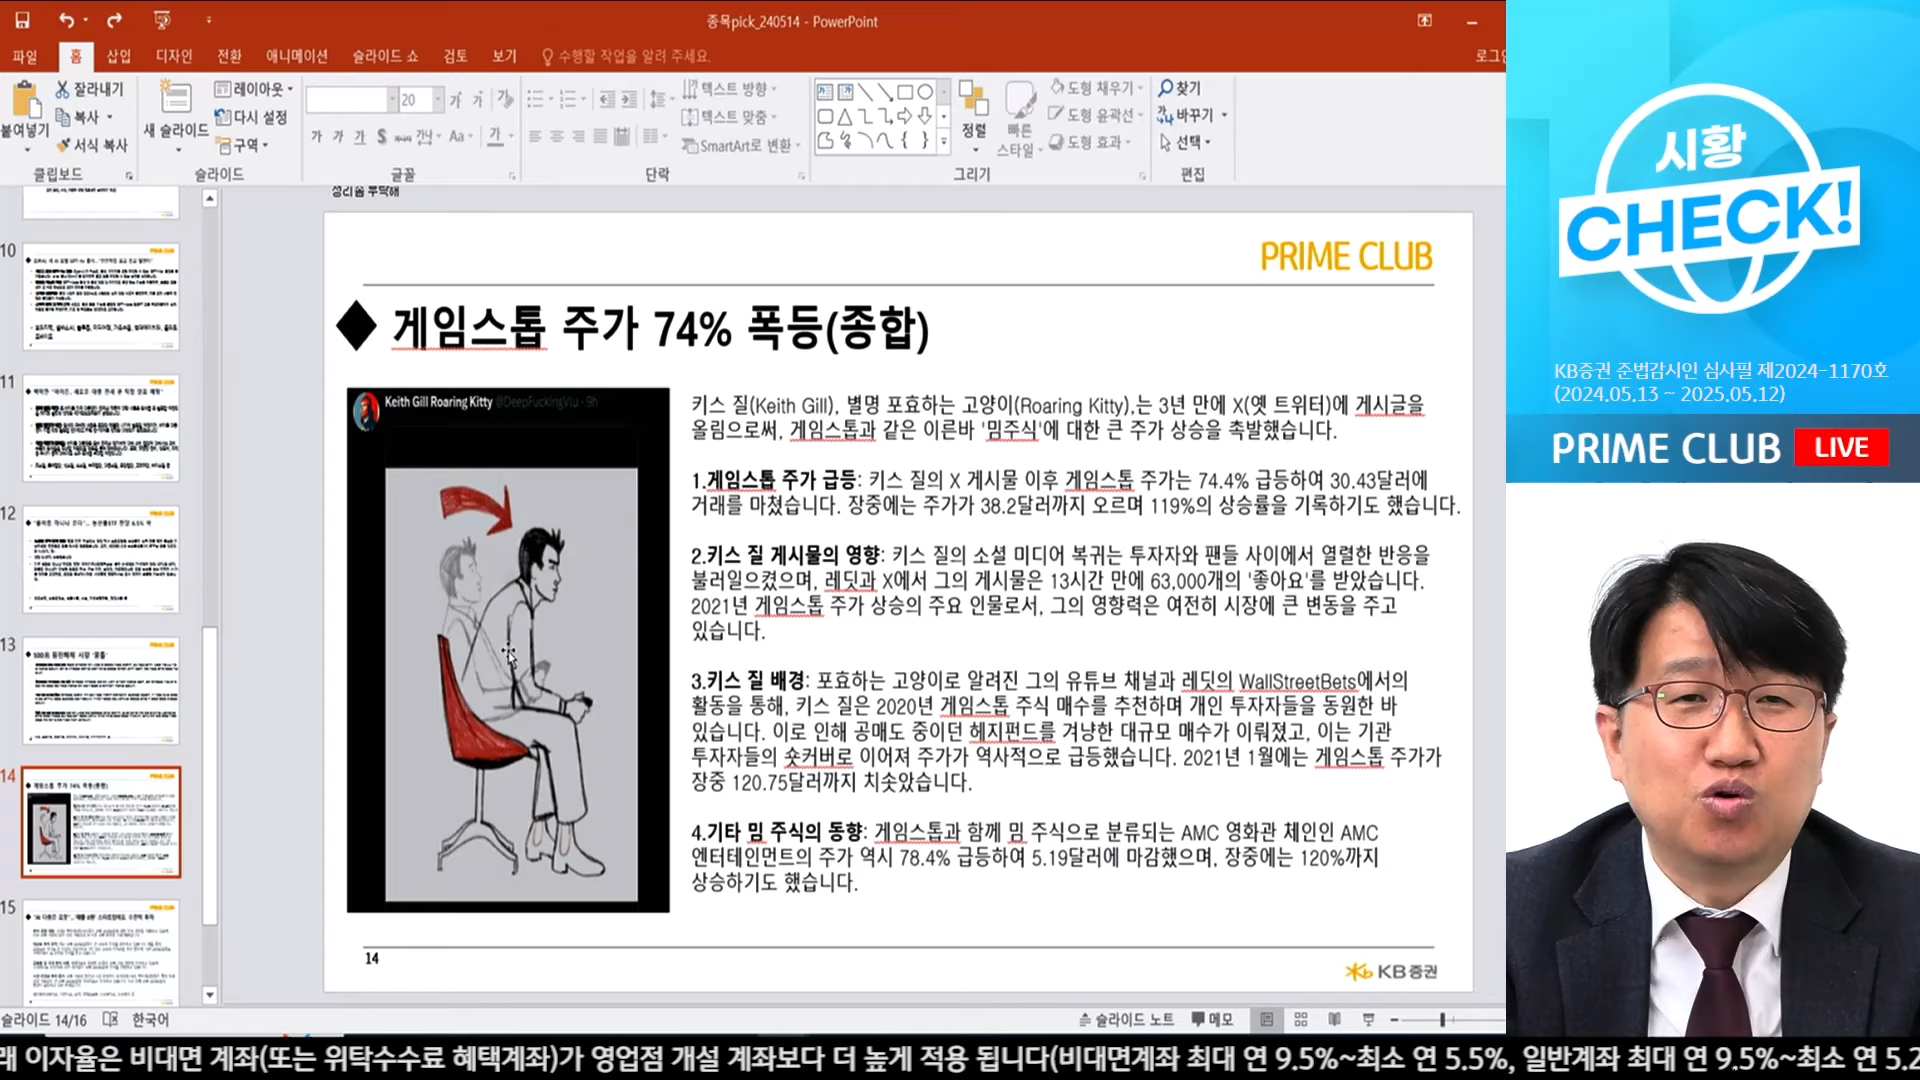 종목pick_240514 - PowerPoint
파일 홈 삽입 디자인 전환 애니메이션 슬라이드 쇼 검토 보기 수행할 작업을 알려 주세요.
붙여넣기 잘라내기 복사 서식 복사 클립보드
새 슬라이드 레이아웃 다시 설정 구역 슬라이드
20
글꼴
텍스트 방향 텍스트 맞춤 SmartArt로 변환 단락
정렬 빠른 스타일 도형 채우기 도형 윤곽선 도형 효과 그리기
찾기 바꾸기 선택 편집
10
11
12
13
14
15
PRIME CLUB
게임스톱 주가 74% 폭등(종합)
Keith Gill Roaring Kitty @DeepFuckingVlu · 9h
키스 질(Keith Gill), 별명 포효하는 고양이(Roaring Kitty),는 3년 만에 X(옛 트위터)에 게시글을
올림으로써, 게임스톱과 같은 이른바 '밈주식'에 대한 큰 주가 상승을 촉발했습니다.
1.게임스톱 주가 급등: 키스 질의 X 게시물 이후 게임스톱 주가는 74.4% 급등하여 30.43달러에
거래를 마쳤습니다. 장중에는 주가가 38.2달러까지 오르며 119%의 상승률을 기록하기도 했습니다.
2.키스 질 게시물의 영향: 키스 질의 소셜 미디어 복귀는 투자자와 팬들 사이에서 열렬한 반응을
불러일으켰으며, 레딧과 X에서 그의 게시물은 13시간 만에 63,000개의 '좋아요'를 받았습니다.
2021년 게임스톱 주가 상승의 주요 인물로서, 그의 영향력은 여전히 시장에 큰 변동을 주고
있습니다.
3.키스 질 배경: 포효하는 고양이로 알려진 그의 유튜브 채널과 레딧의 WallStreetBets에서의
활동을 통해, 키스 질은 2020년 게임스톱 주식 매수를 추천하며 개인 투자자들을 동원한 바
있습니다. 이로 인해 공매도 중이던 헤지펀드를 겨냥한 대규모 매수가 이뤄졌고, 이는 기관
투자자들의 숏커버로 이어져 주가가 역사적으로 급등했습니다. 2021년 1월에는 게임스톱 주가가
장중 120.75달러까지 치솟았습니다.
4.기타 밈 주식의 동향: 게임스톱과 함께 밈 주식으로 분류되는 AMC 영화관 체인인 AMC
엔터테인먼트의 주가 역시 78.4% 급등하여 5.19달러에 마감했으며, 장중에는 120%까지
상승하기도 했습니다.
14
KB증권
슬라이드 14/16 한국어 슬라이드 노트 메모
시황
CHECK!
KB증권 준법감시인 심사필 제2024-1170호
(2024.05.13 ~ 2025.05.12)
PRIME CLUB LIVE
래 이자율은 비대면 계좌(또는 위탁수수료 혜택계좌)가 영업점 개설 계좌보다 더 높게 적용 됩니다(비대면계좌 최대 연 9.5%~최소 연 5.5%, 일반계좌 최대 연 9.5%~최소 연 5.2